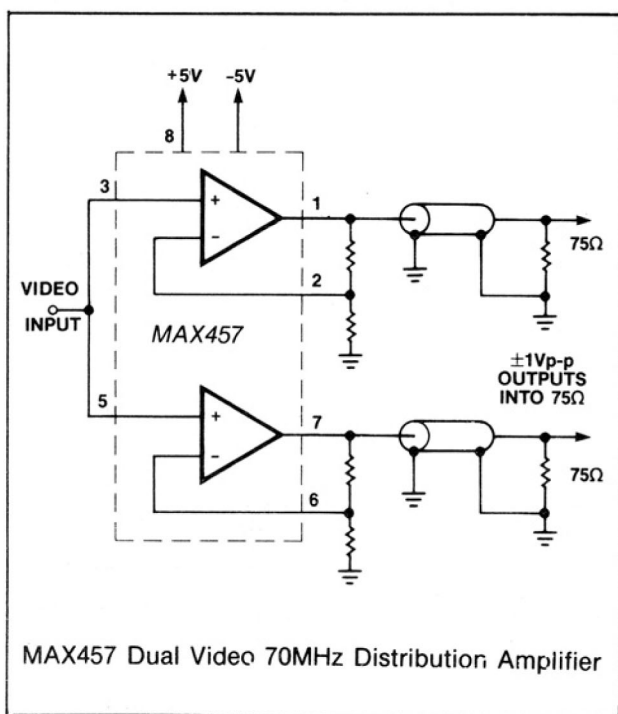 +5V
-5V
8
3
1
+
-
2
75Ω
VIDEO
INPUT
MAX457
±1Vp-p
OUTPUTS
INTO 75Ω
5
7
+
-
6
75Ω
MAX457 Dual Video 70MHz Distribution Amplifier